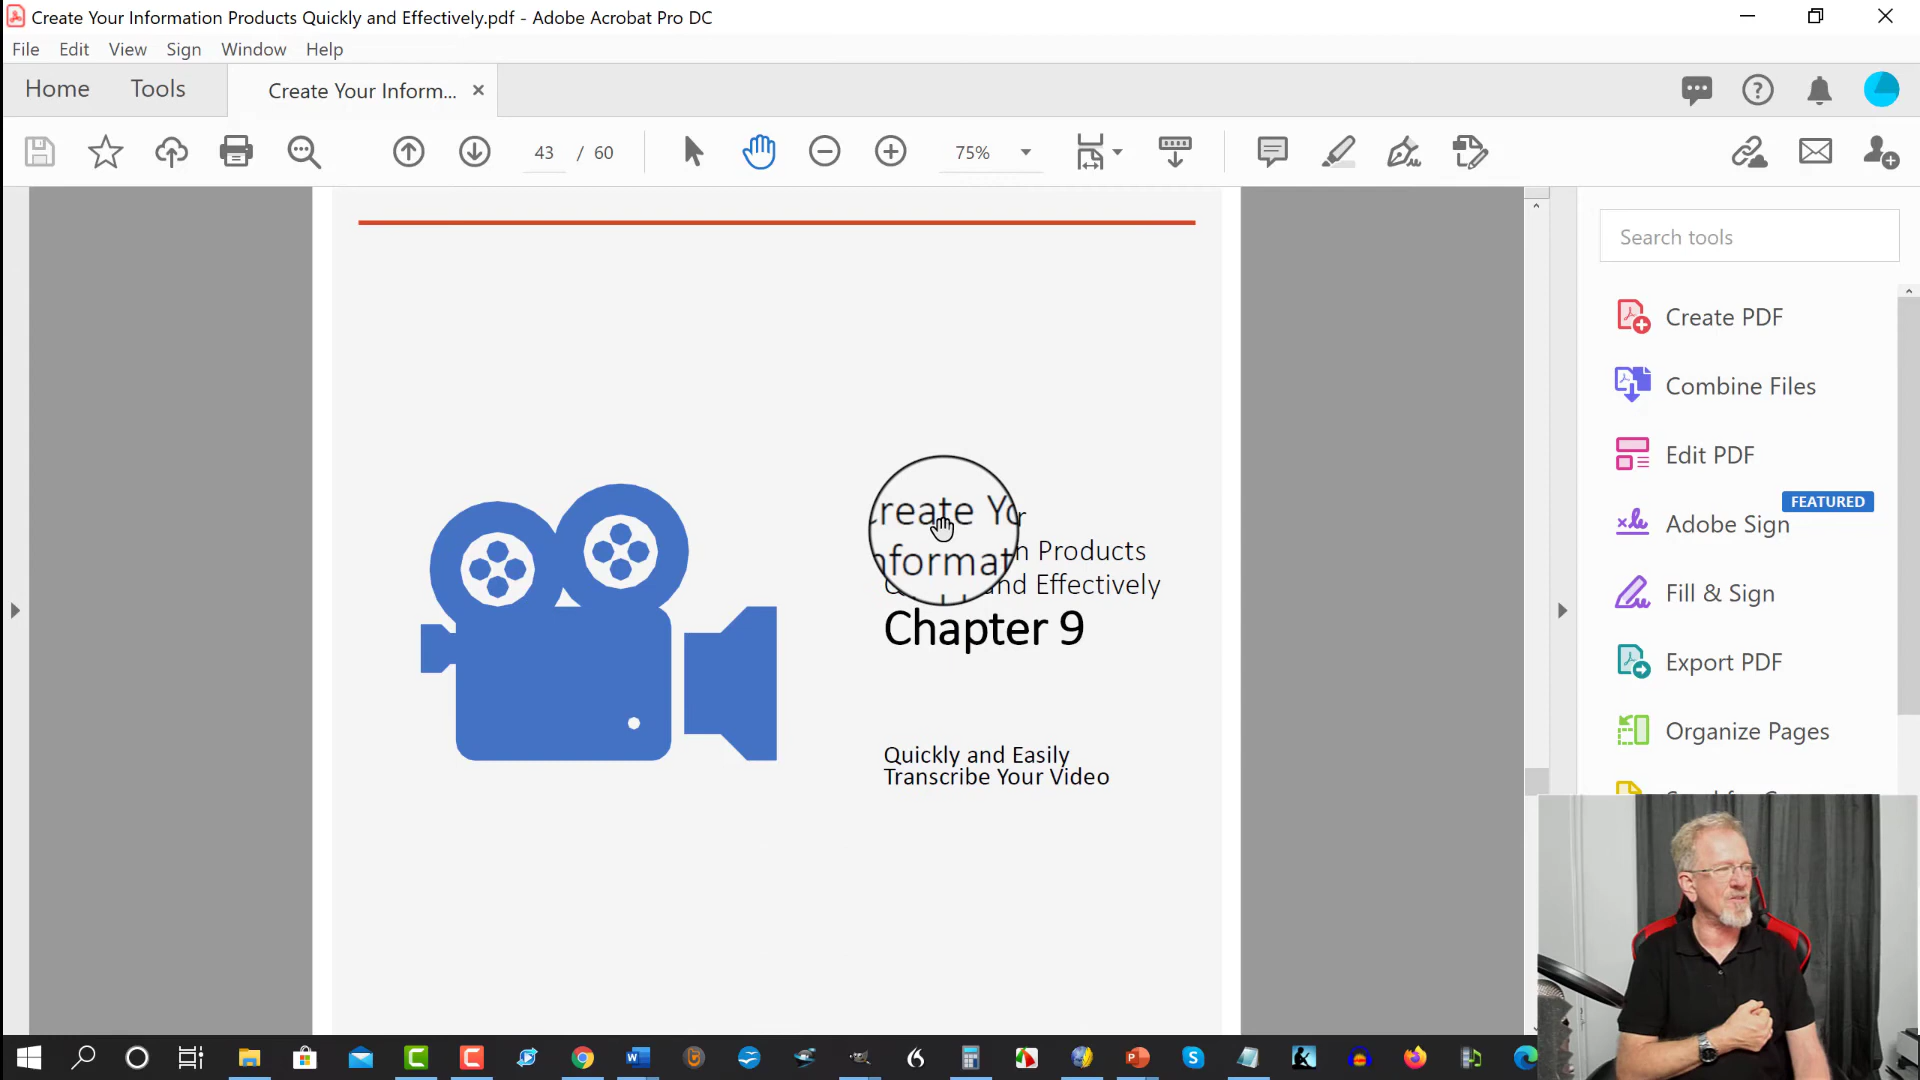 Create Your Information Products Quickly and Effectively.pdf - Adobe Acrobat Pro DC
File Edit View Sign Window Help
Home Tools Create Your Inform...
43 / 60 75%
Search tools
Create PDF
Combine Files
Edit PDF
FEATURED
Adobe Sign
Fill & Sign
Export PDF
Organize Pages
reate Yo r
nformat n Products
nd Effectively
Chapter 9
Quickly and Easily
Transcribe Your Video